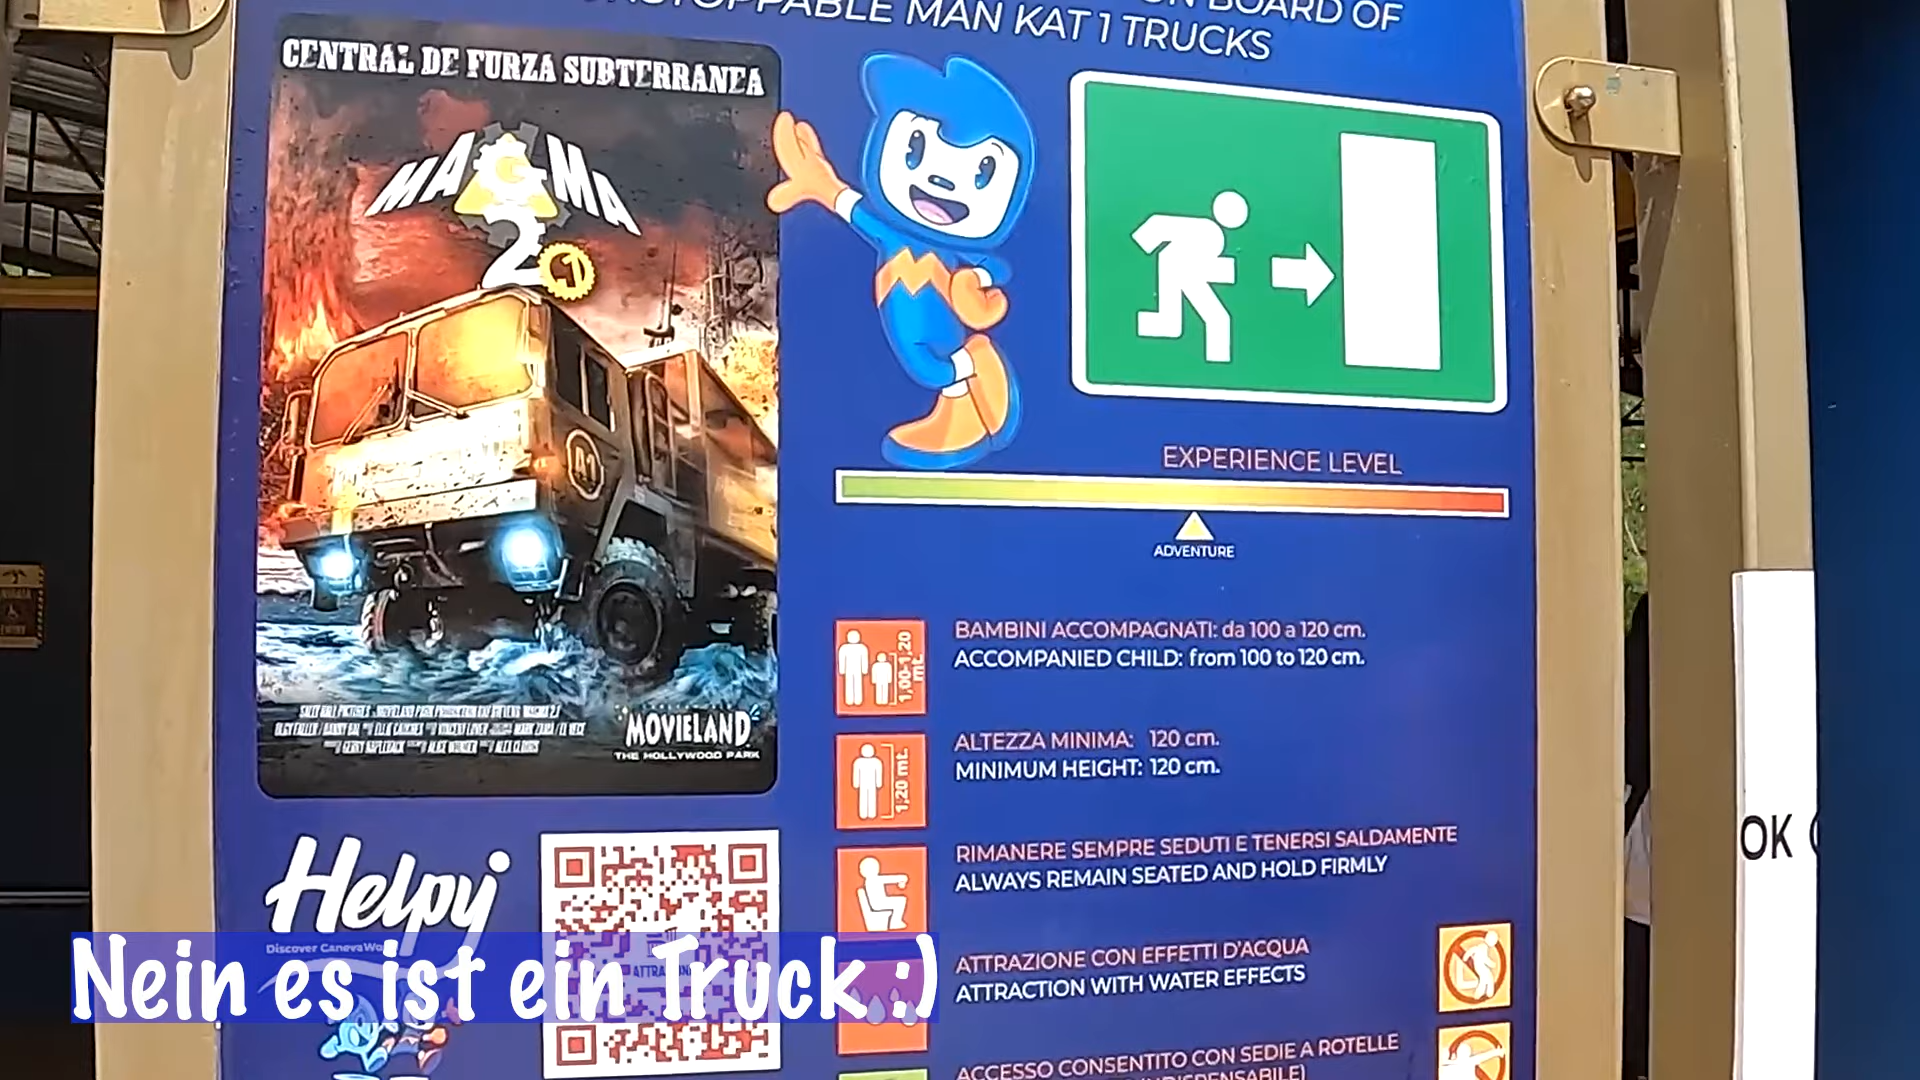 ON BOARD OF
UNSTOPPABLE MAN KAT 1 TRUCKS
CENTRAL DE FURZA SUBTERRANEA
MAGMA
2.1
A1
MOVIELAND
THE HOLLYWOOD PARK
EXPERIENCE LEVEL
ADVENTURE
1,00-1,20 mt.
BAMBINI ACCOMPAGNATI: da 100 a 120 cm.
ACCOMPANIED CHILD: from 100 to 120 cm.
1,20 mt.
ALTEZZA MINIMA: 120 cm.
MINIMUM HEIGHT: 120 cm.
RIMANERE SEMPRE SEDUTI E TENERSI SALDAMENTE
ALWAYS REMAIN SEATED AND HOLD FIRMLY
ATTRAZIONE CON EFFETTI D'ACQUA
ATTRACTION WITH WATER EFFECTS
ACCESSO CONSENTITO CON SEDIE A ROTELLE
Helpy
Discover CanevaWo
Nein es ist ein Truck :)
OK